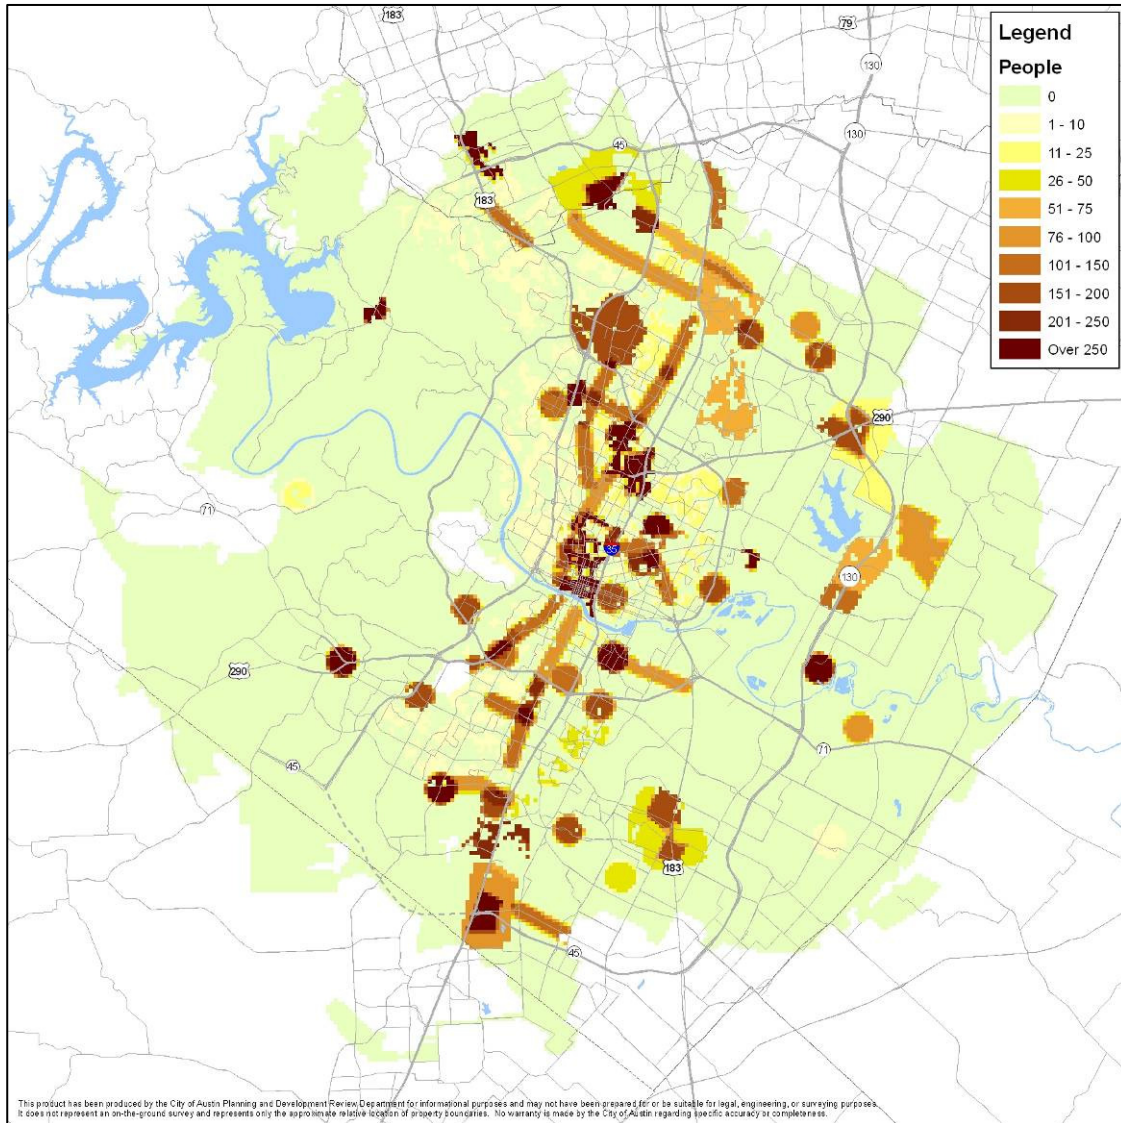 183
79
130
Legend
People
0
1 - 10
11 - 25
26 - 50
51 - 75
76 - 100
101 - 150
151 - 200
201 - 250
Over 250
130
45
183
290
71
35
130
290
71
45
183
45
This product has been produced by the City of Austin Planning and Development Review Department for informational purposes and may not have been prepared for or be suitable for legal, engineering, or surveying purposes.
It does not represent an on-the-ground survey and represents only the approximate relative location of property boundaries. No warranty is made by the City of Austin regarding specific accuracy or completeness.